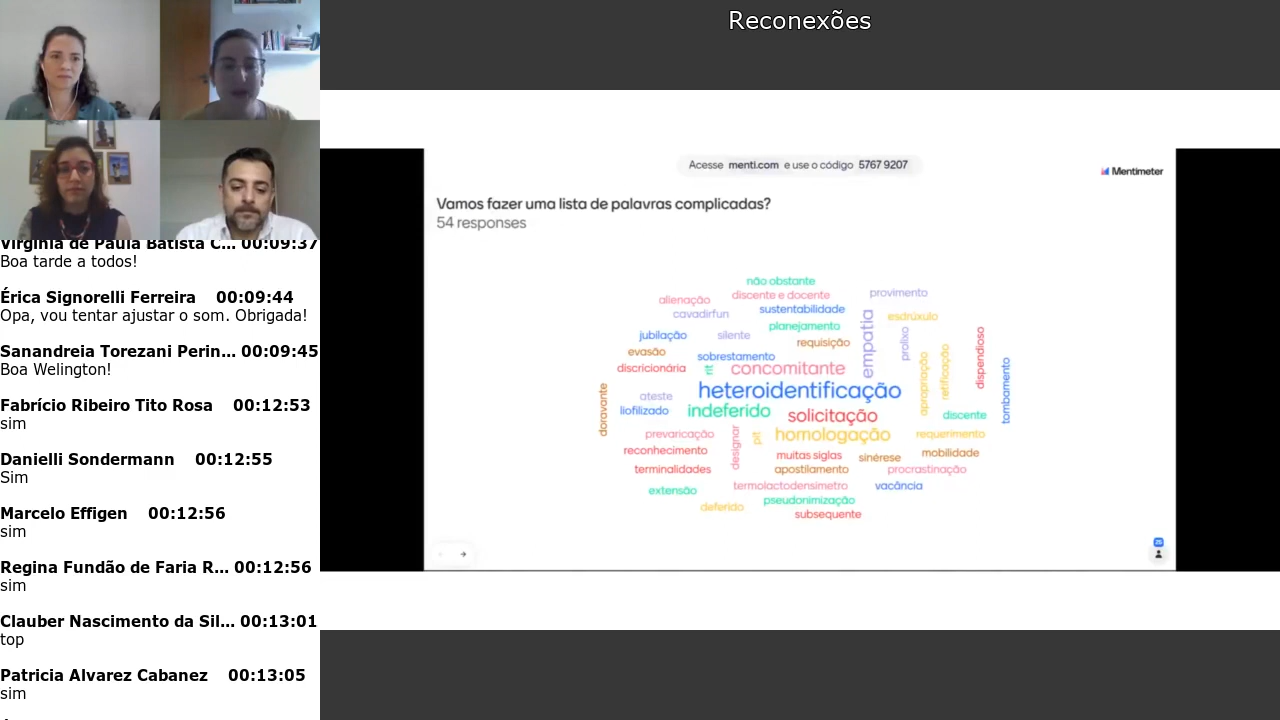 Reconexões
Virgínia de Paula Batista C... 00:09:37
Boa tarde a todos!
Érica Signorelli Ferreira 00:09:44
Opa, vou tentar ajustar o som. Obrigada!
Sanandreia Torezani Perin... 00:09:45
Boa Welington!
Fabrício Ribeiro Tito Rosa 00:12:53
sim
Danielli Sondermann 00:12:55
Sim
Marcelo Effigen 00:12:56
sim
Regina Fundão de Faria R... 00:12:56
sim
Clauber Nascimento da Sil... 00:13:01
top
Patricia Alvarez Cabanez 00:13:05
sim
Acesse menti.com e use o código 5767 9207
Mentimeter
Vamos fazer uma lista de palavras complicadas?
54 responses
não obstante
alienação
discente e docente
provimento
cavadirfun
sustentabilidade
esdrúxulo
jubilação
silente
planejamento
empatia
prolixo
evasão
sobrestamento
requisição
discricionária
rit
concomitante
apropriação
retificação
dispendioso
tombamento
heteroidentificação
doravante
ateste
liofilizado
indeferido
solicitação
discente
prevaricação
designar
pit
homologação
requerimento
reconhecimento
muitas siglas
sinérese
mobilidade
terminalidades
apostilamento
procrastinação
extensão
termolactodensimetro
vacância
deferido
pseudonimização
subsequente